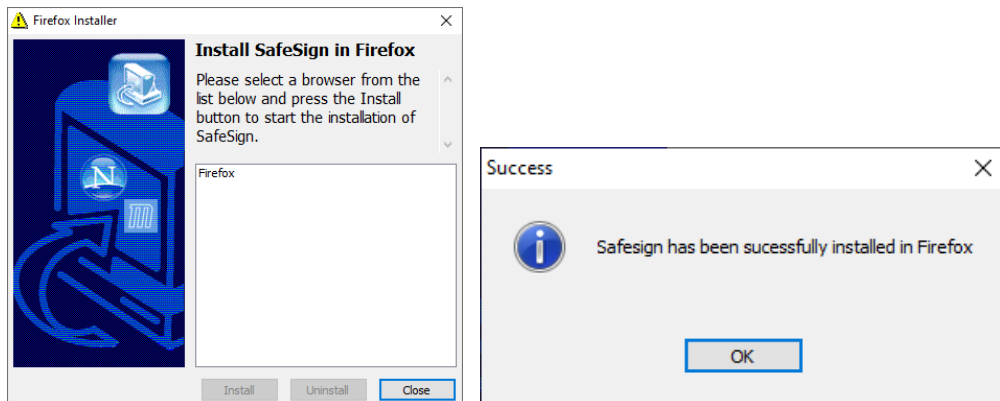 Firefox Installer
Install SafeSign in Firefox
Please select a browser from the
list below and press the Install
button to start the installation of
SafeSign.
Firefox
N
m
Install
Uninstall
Close
Success
Safesign has been sucessfully installed in Firefox
OK